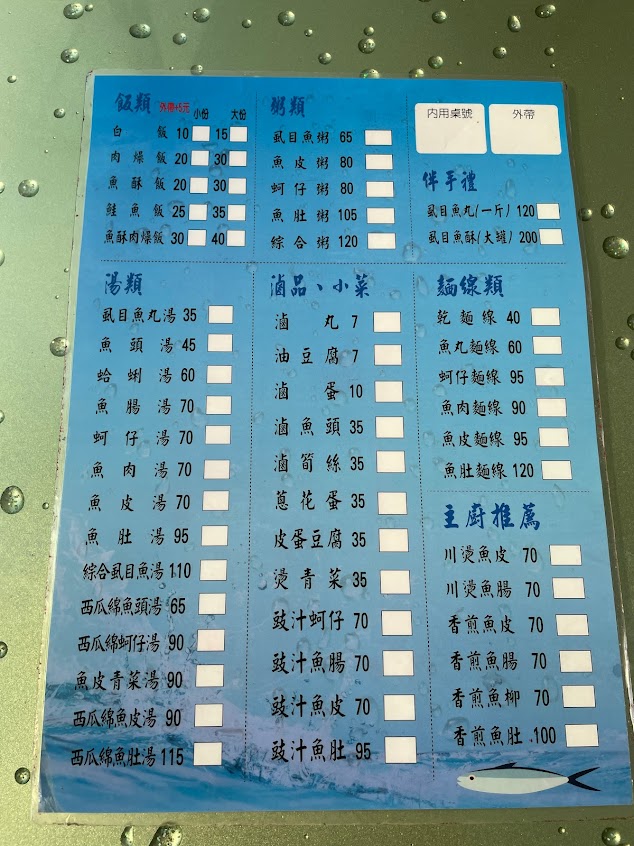 飯類 外帶+5元 小份 大份
白飯 10 15
肉燥飯 20 30
魚酥飯 20 30
鮭魚飯 25 35
魚酥肉燥飯 30 40
粥類
虱目魚粥 65
魚皮粥 80
蚵仔粥 80
魚肚粥 105
綜合粥 120
內用桌號 外帶
伴手禮
虱目魚丸(一斤) 120
虱目魚酥(大罐) 200
湯類
虱目魚丸湯 35
魚頭湯 45
蛤蜊湯 60
魚腸湯 70
蚵仔湯 70
魚肉湯 70
魚皮湯 70
魚肚湯 95
綜合虱目魚湯 110
西瓜綿魚頭湯 65
西瓜綿蚵仔湯 90
魚皮青菜湯 90
西瓜綿魚皮湯 90
西瓜綿魚肚湯 115
滷品、小菜
滷丸 7
油豆腐 7
滷蛋 10
滷魚頭 35
滷筍絲 35
蔥花蛋 35
皮蛋豆腐 35
燙青菜 35
豉汁蚵仔 70
豉汁魚腸 70
豉汁魚皮 70
豉汁魚肚 95
麵線類
乾麵線 40
魚丸麵線 60
蚵仔麵線 95
魚肉麵線 90
魚皮麵線 95
魚肚麵線 120
主廚推薦
川燙魚皮 70
川燙魚腸 70
香煎魚皮 70
香煎魚腸 70
香煎魚柳 70
香煎魚肚 100